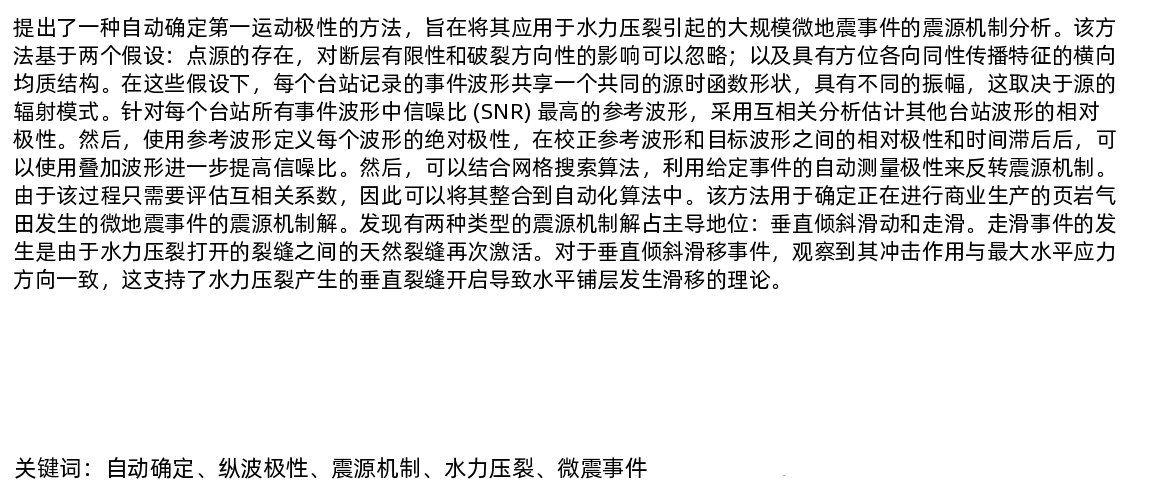 提出了一种自动确定第一运动极性的方法，旨在将其应用于水力压裂引起的大规模微地震事件的震源机制分析。该方
法基于两个假设：点源的存在，对断层有限性和破裂方向性的影响可以忽略；以及具有方位各向同性传播特征的横向
均质结构。在这些假设下，每个台站记录的事件波形共享一个共同的源时函数形状，具有不同的振幅，这取决于源的
辐射模式。针对每个台站所有事件波形中信噪比 (SNR) 最高的参考波形，采用互相关分析估计其他台站波形的相对
极性。然后，使用参考波形定义每个波形的绝对极性，在校正参考波形和目标波形之间的相对极性和时间滞后后，可
以使用叠加波形进一步提高信噪比。然后，可以结合网格搜索算法，利用给定事件的自动测量极性来反转震源机制。
由于该过程只需要评估互相关系数，因此可以将其整合到自动化算法中。该方法用于确定正在进行商业生产的页岩气
田发生的微地震事件的震源机制解。发现有两种类型的震源机制解占主导地位：垂直倾斜滑动和走滑。走滑事件的发
生是由于水力压裂打开的裂缝之间的天然裂缝再次激活。对于垂直倾斜滑移事件，观察到其冲击作用与最大水平应力
方向一致，这支持了水力压裂产生的垂直裂缝开启导致水平铺层发生滑移的理论。
关键词：自动确定、纵波极性、震源机制、水力压裂、微震事件